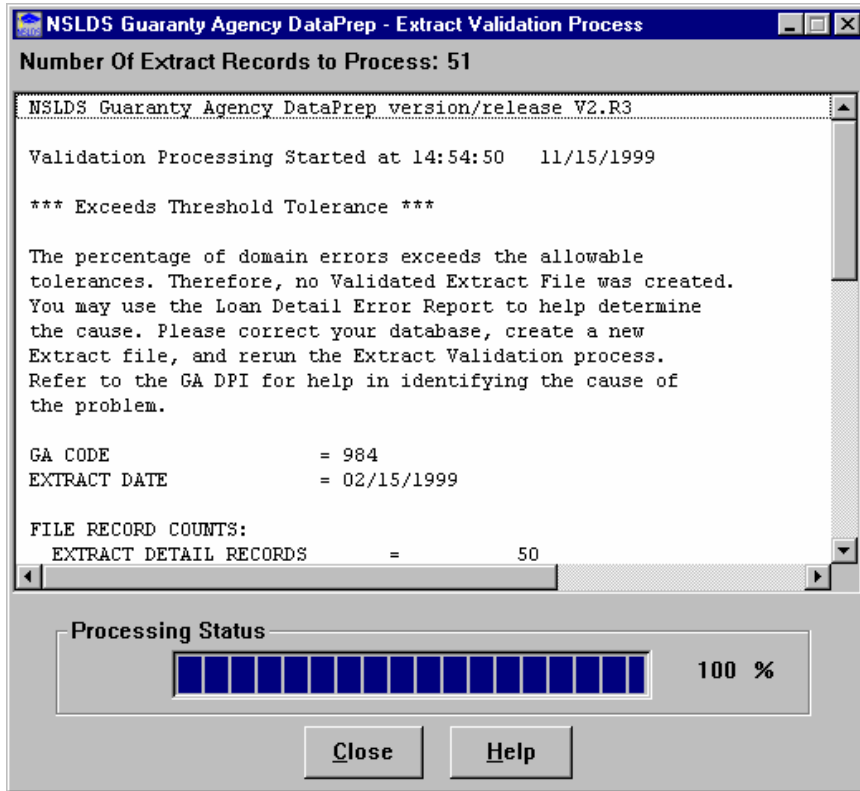 NSLDS Guaranty Agency DataPrep - Extract Validation Process
Number Of Extract Records to Process: 51
NSLDS Guaranty Agency DataPrep version/release V2.R3
Validation Processing Started at 14:54:50 11/15/1999
*** Exceeds Threshold Tolerance ***
The percentage of domain errors exceeds the allowable
tolerances. Therefore, no Validated Extract File was created.
You may use the Loan Detail Error Report to help determine
the cause. Please correct your database, create a new
Extract file, and rerun the Extract Validation process.
Refer to the GA DPI for help in identifying the cause of
the problem.
GA CODE = 984
EXTRACT DATE = 02/15/1999
FILE RECORD COUNTS:
EXTRACT DETAIL RECORDS = 50
Processing Status
100 %
Close Help